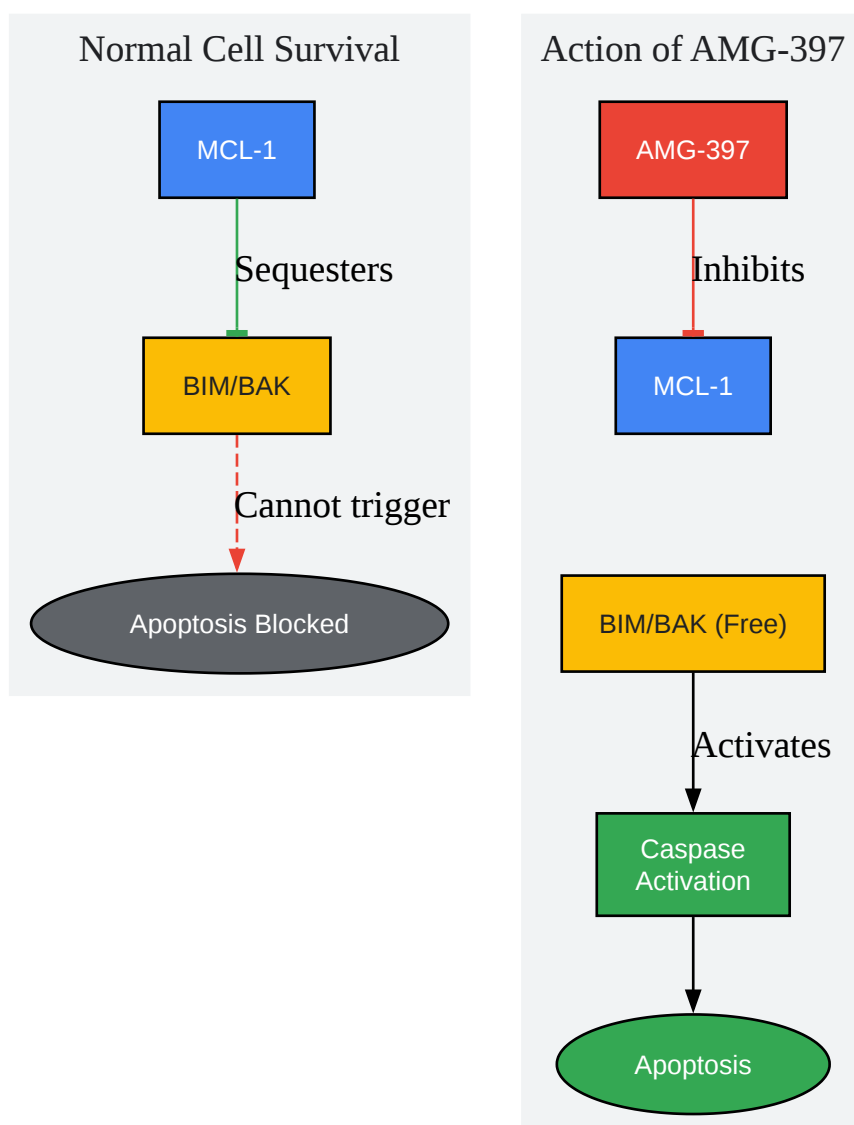 Normal Cell Survival
MCL-1
Sequesters
BIM/BAK
Cannot trigger
Apoptosis Blocked
Action of AMG-397
AMG-397
Inhibits
MCL-1
BIM/BAK (Free)
Activates
Caspase
Activation
Apoptosis